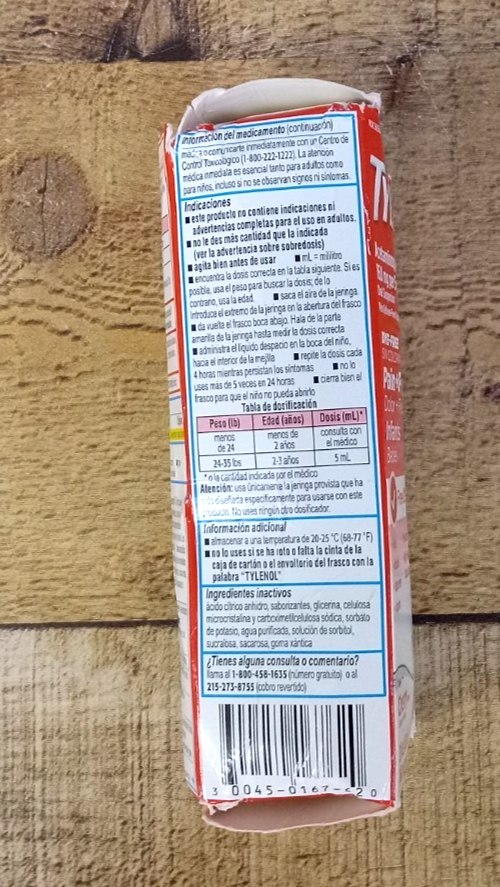 Información del medicamento (continuación)
o comunicarte inmediatamente con un Centro de
Control Toxicológico (1-800-222-1222). La atención
médica inmediata es esencial tanto para adultos como
para niños, incluso si no se observan signos ni síntomas.
Indicaciones
■ este producto no contiene indicaciones ni
advertencias completas para el uso en adultos.
■ no le des más cantidad que la indicada
(ver la advertencia sobre sobredosis)
■ agita bien antes de usar ■ mL = mililitro
■ encuentra la dosis correcta en la tabla siguiente. Si es
posible, usa el peso para buscar la dosis; de lo
contrario, usa la edad. ■ saca el aire de la jeringa.
Introduce el extremo de la jeringa en la abertura del frasco
■ da vuelta el frasco boca abajo. Hala de la parte
amarilla de la jeringa hasta medir la dosis correcta
■ administra el líquido despacio en la boca del niño,
hacia el interior de la mejilla ■ repite la dosis cada
4 horas mientras persistan los síntomas ■ no lo
uses más de 5 veces en 24 horas ■ cierra bien el
frasco para que el niño no pueda abrirlo
Tabla de dosificación
Peso (lb) Edad (años) Dosis (mL)*
menos de 24 menos de 2 años consulta con el médico
24-35 lbs 2-3 años 5 mL
*o la cantidad indicada por el médico
Atención: usa únicamente la jeringa provista que ha
sido diseñada específicamente para usarse con este
producto. No uses ningún otro dosificador.
Información adicional
■ almacenar a una temperatura de 20-25 °C (68-77 °F)
■ no lo uses si se ha roto o falta la cinta de la
caja de cartón o el envoltorio del frasco con la
palabra "TYLENOL"
Ingredientes inactivos
ácido cítrico anhidro, saborizantes, glicerina, celulosa
microcristalina y carboximetilcelulosa sódica, sorbato
de potasio, agua purificada, solución de sorbitol,
sucralosa, sacarosa, goma xántica
¿Tienes alguna consulta o comentario?
llama al 1-800-458-1635 (número gratuito) o al
215-273-8755 (cobro revertido)
3 0045-0167- 20 0
Ty
DYE-FREE
Pain+
Infants